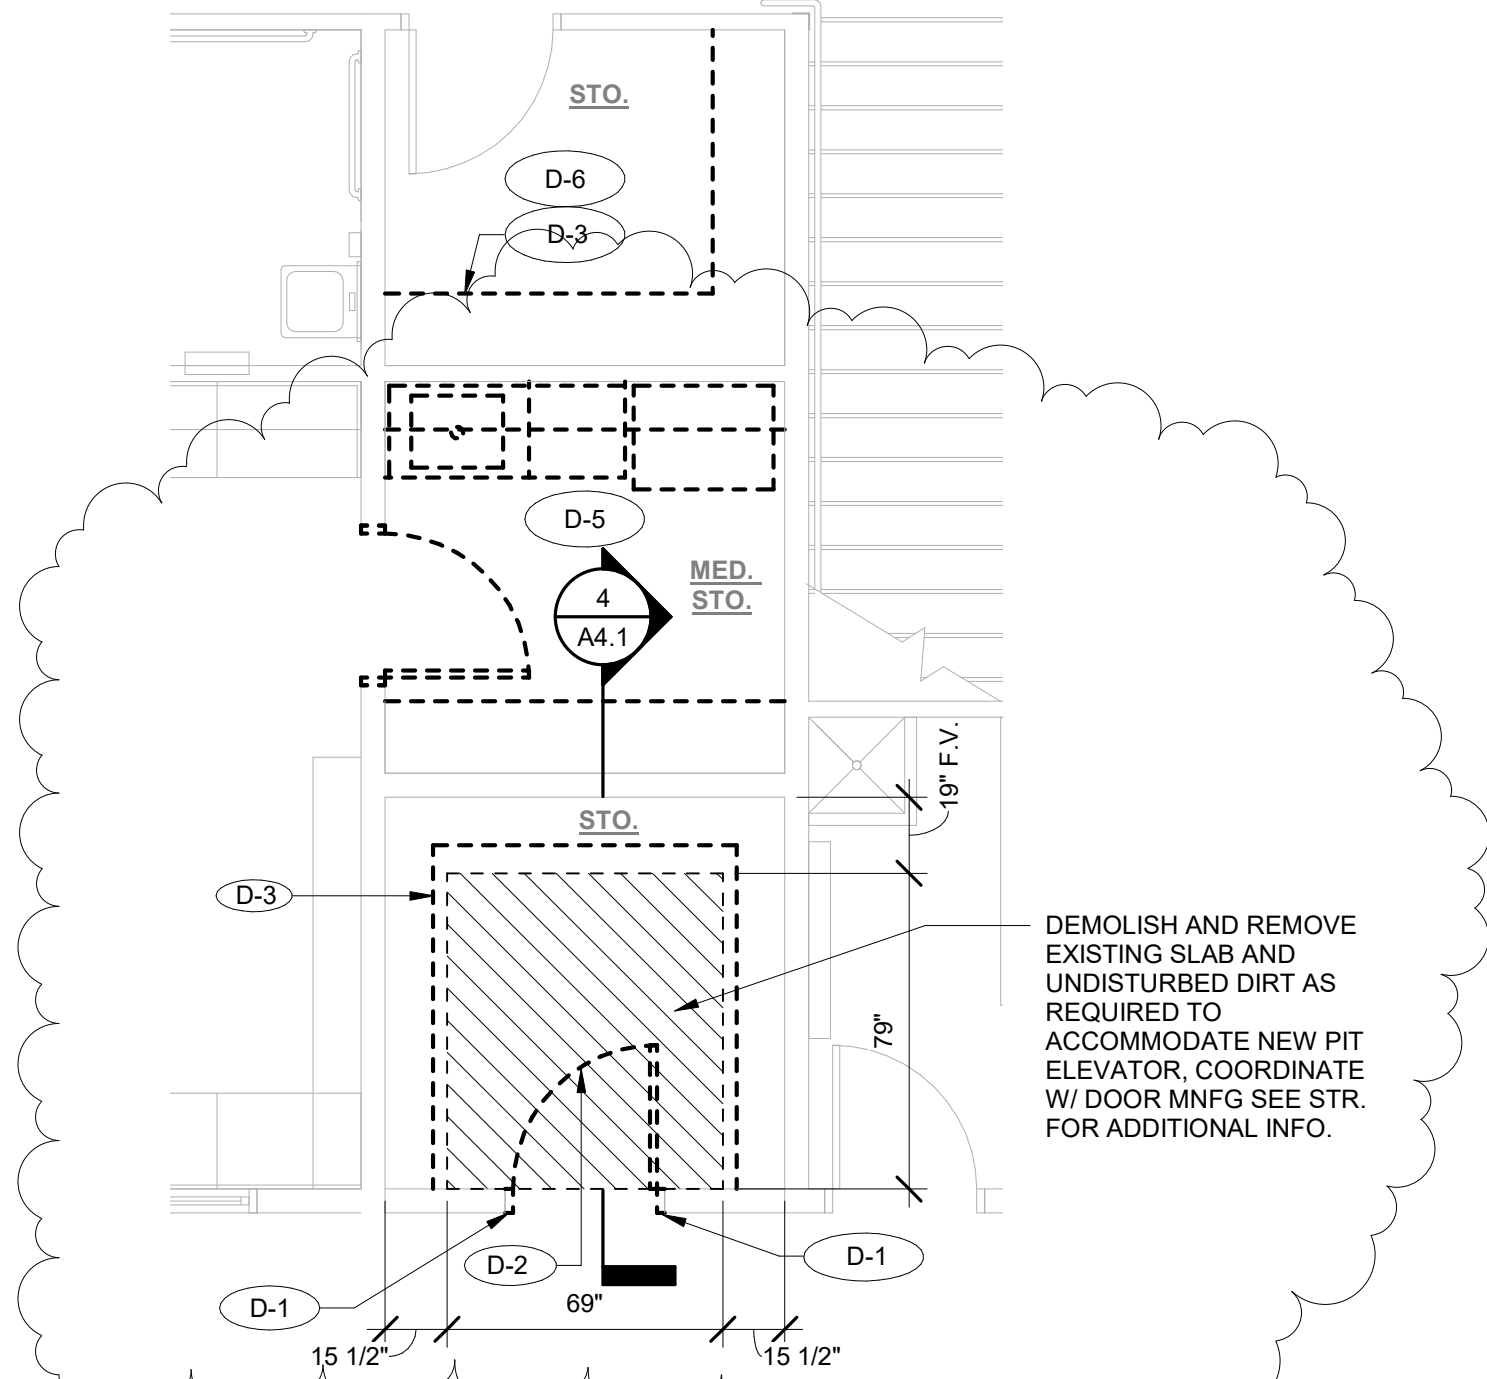 STO.
D-6
D-3
D-5
MED.
STO.
4
A4.1
19" F.V.
STO.
D-3
DEMOLISH AND REMOVE
EXISTING SLAB AND
UNDISTURBED DIRT AS
REQUIRED TO
ACCOMMODATE NEW PIT
ELEVATOR, COORDINATE
W/ DOOR MNFG SEE STR.
FOR ADDITIONAL INFO.
79"
D-2
D-1
D-1
69"
15 1/2"
15 1/2"